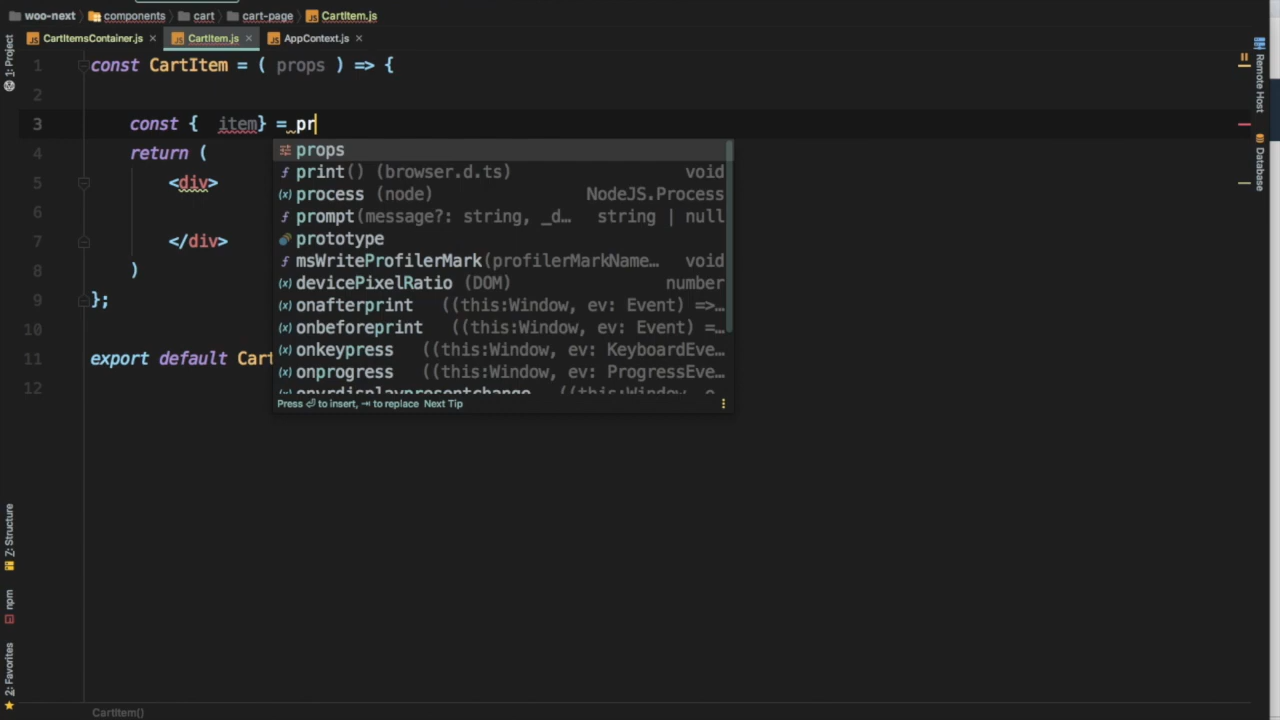 woo-next components cart cart-page CartItem.js
CartItemsContainer.js × CartItem.js × AppContext.js ×
1: Project
Remote Host
Database
1 const CartItem = ( props ) => {
2
3 const {  item} = pr
4 return (
5 <div>
6
7 </div>
8 )
9 };
10
11 export default Cart
12
props
print() (browser.d.ts) void
process (node) NodeJS.Process
prompt(message?: string, _d… string | null
prototype
msWriteProfilerMark(profilerMarkName… void
devicePixelRatio (DOM) number
onafterprint ((this:Window, ev: Event) =>…
onbeforeprint ((this:Window, ev: Event) =…
onkeypress ((this:Window, ev: KeyboardEve…
onprogress ((this:Window, ev: ProgressEve…
onvrdisplaypresentchange ((this:Window, e…
Press ⏎ to insert, ⇥ to replace Next Tip
Z: Structure
npm
2: Favorites
CartItem()